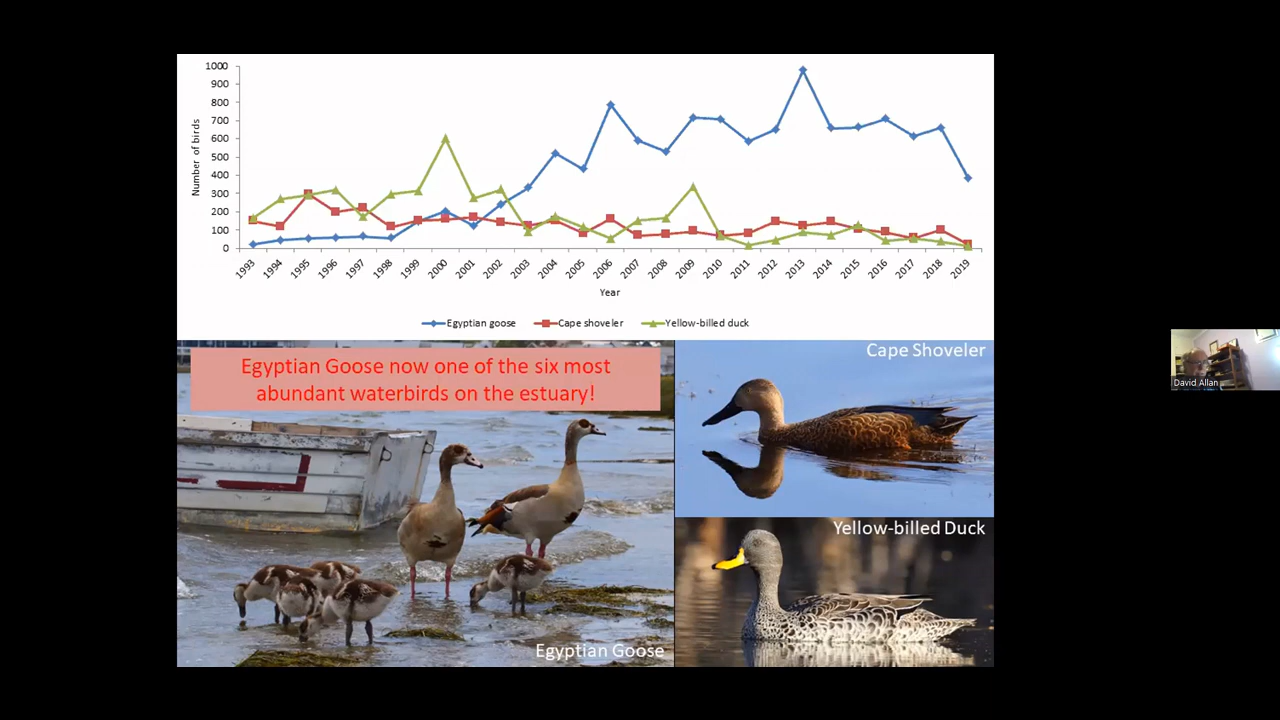 1000
900
800
700
600
500
400
300
200
100
0
Number of birds
1993 1994 1995 1996 1997 1998 1999 2000 2001 2002 2003 2004 2005 2006 2007 2008 2009 2010 2011 2012 2013 2014 2015 2016 2017 2018 2019
Year
Egyptian goose Cape shoveler Yellow-billed duck
Egyptian Goose now one of the six most
abundant waterbirds on the estuary!
Egyptian Goose
Cape Shoveler
Yellow-billed Duck
David Allan